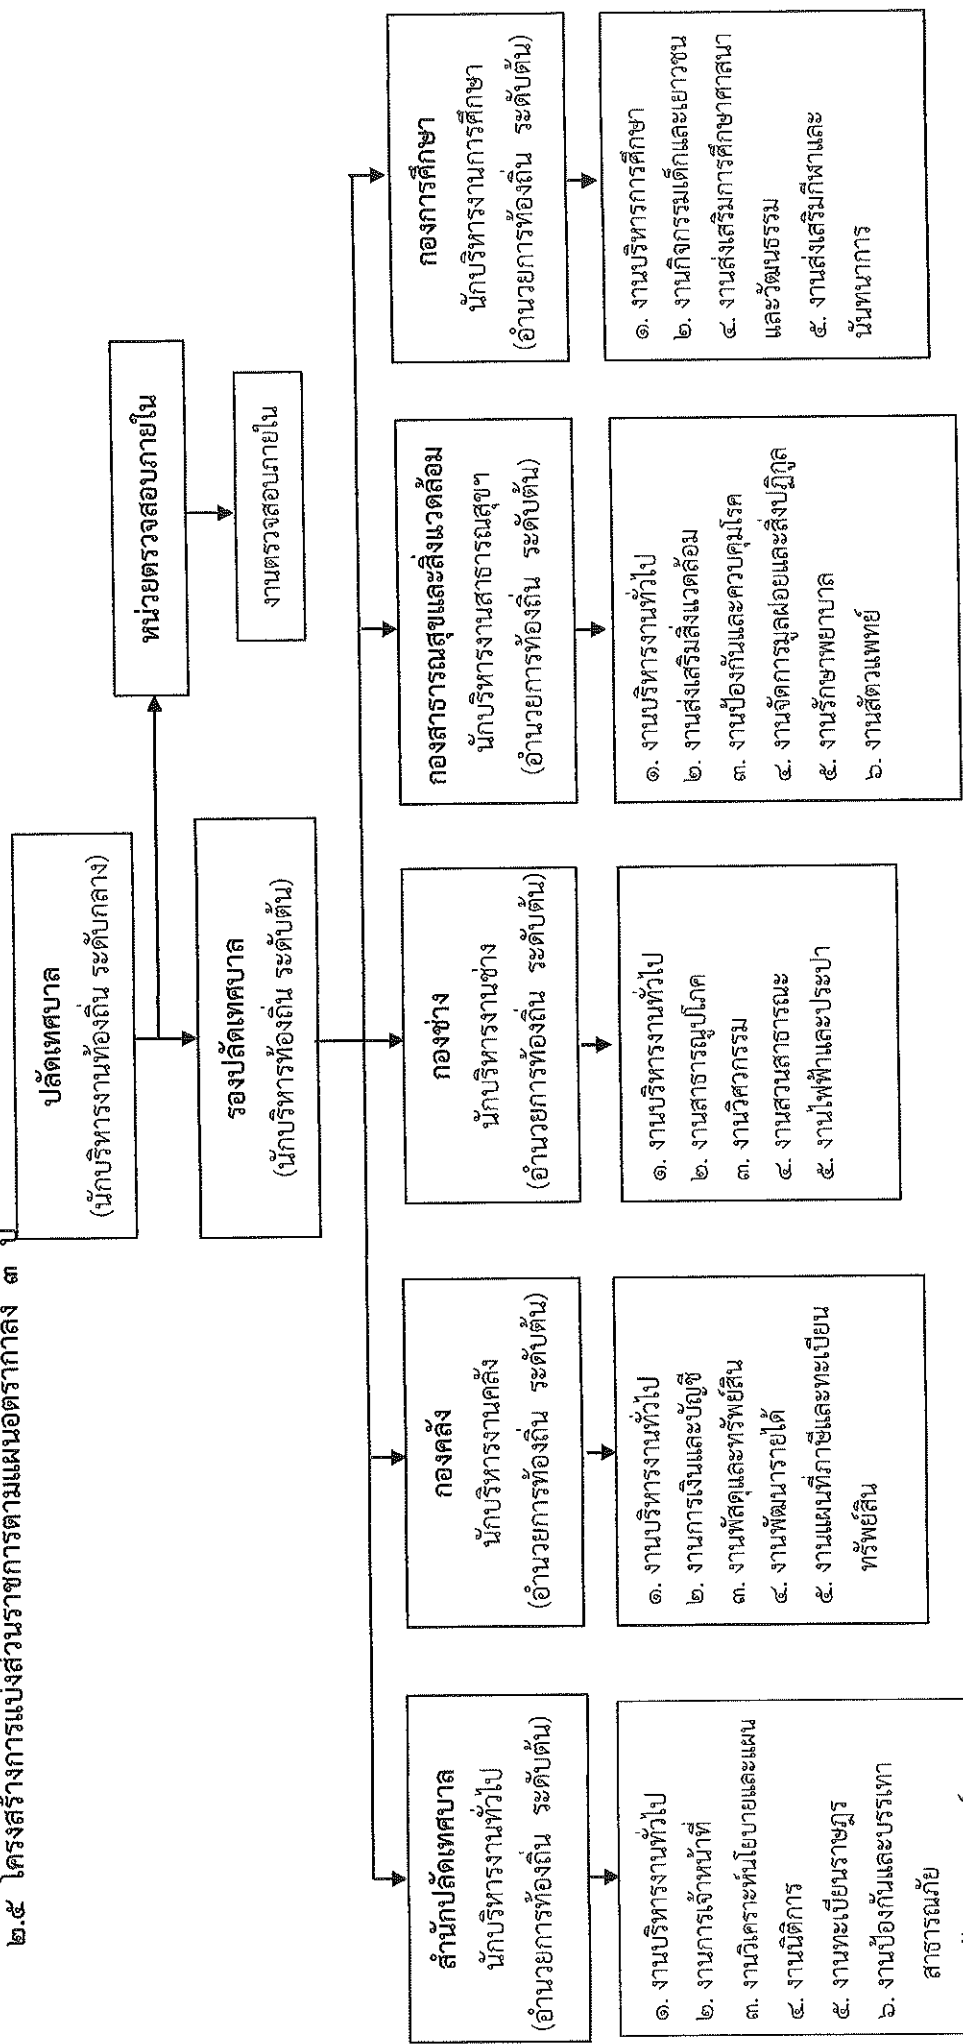 ๒.๕ โครงสร้างการแบ่งส่วนราชการตามแผนอัตรากำลัง ๓ ปี
ปลัดเทศบาล
(นักบริหารงานท้องถิ่น ระดับกลาง)
หน่วยตรวจสอบภายใน
งานตรวจสอบภายใน
รองปลัดเทศบาล
(นักบริหารท้องถิ่น ระดับต้น)
สำนักปลัดเทศบาล
นักบริหารงานทั่วไป
(อำนวยการท้องถิ่น ระดับต้น)
๑. งานบริหารงานทั่วไป
๒. งานการเจ้าหน้าที่
๓. งานวิเคราะห์นโยบายและแผน
๔. งานนิติการ
๕. งานทะเบียนราษฎร
๖. งานป้องกันและบรรเทา
สาธารณภัย
กองคลัง
นักบริหารงานคลัง
(อำนวยการท้องถิ่น ระดับต้น)
๑. งานบริหารงานทั่วไป
๒. งานการเงินและบัญชี
๓. งานพัสดุและทรัพย์สิน
๔. งานพัฒนารายได้
๕. งานแผนที่ภาษีและทะเบียน
ทรัพย์สิน
กองช่าง
นักบริหารงานช่าง
(อำนวยการท้องถิ่น ระดับต้น)
๑. งานบริหารงานทั่วไป
๒. งานสาธารณูปโภค
๓. งานวิศวกรรม
๔. งานสวนสาธารณะ
๕. งานไฟฟ้าและประปา
กองสาธารณสุขและสิ่งแวดล้อม
นักบริหารงานสาธารณสุขฯ
(อำนวยการท้องถิ่น ระดับต้น)
๑. งานบริหารงานทั่วไป
๒. งานส่งเสริมสิ่งแวดล้อม
๓. งานป้องกันและควบคุมโรค
๔. งานจัดการมูลฝอยและสิ่งปฏิกูล
๕. งานรักษาพยาบาล
๖. งานสัตวแพทย์
กองการศึกษา
นักบริหารงานการศึกษา
(อำนวยการท้องถิ่น ระดับต้น)
๑. งานบริหารการศึกษา
๒. งานกิจกรรมเด็กและเยาวชน
๔. งานส่งเสริมการศึกษาศาสนา
และวัฒนธรรม
๕. งานส่งเสริมกีฬาและ
นันทนาการ